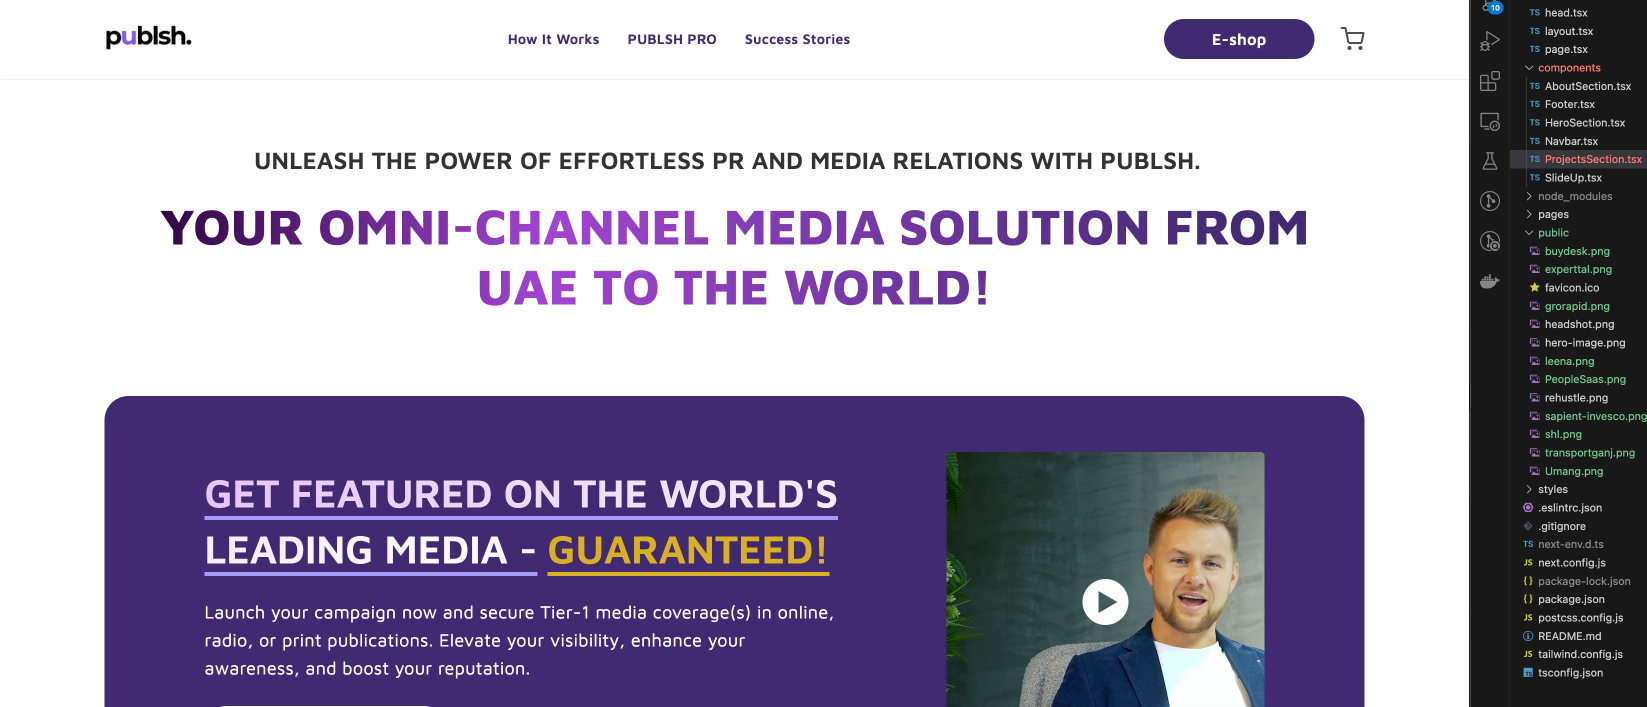 publsh.
How It Works
PUBLSH PRO
Success Stories
E-shop
UNLEASH THE POWER OF EFFORTLESS PR AND MEDIA RELATIONS WITH PUBLSH.
YOUR OMNI-CHANNEL MEDIA SOLUTION FROM
UAE TO THE WORLD!
GET FEATURED ON THE WORLD'S
LEADING MEDIA - GUARANTEED!
Launch your campaign now and secure Tier-1 media coverage(s) in online,
radio, or print publications. Elevate your visibility, enhance your
awareness, and boost your reputation.
10
TS head.tsx
TS layout.tsx
TS page.tsx
components
TS AboutSection.tsx
TS Footer.tsx
TS HeroSection.tsx
TS Navbar.tsx
TS ProjectsSection.tsx
TS SlideUp.tsx
node_modules
pages
public
buydesk.png
experttal.png
favicon.ico
grorapid.png
headshot.png
hero-image.png
leena.png
PeopleSaas.png
rehustle.png
sapient-invesco.png
shl.png
transportganj.png
Umang.png
styles
.eslintrc.json
.gitignore
TS next-env.d.ts
JS next.config.js
{} package-lock.json
{} package.json
JS postcss.config.js
README.md
JS tailwind.config.js
tsconfig.json